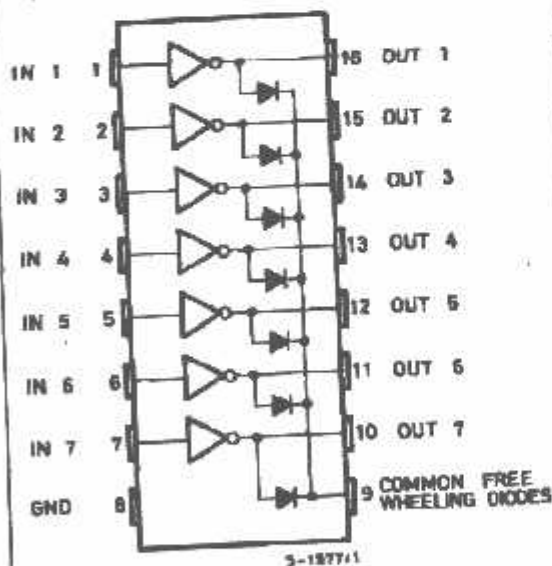 IN 1 1 16 OUT 1
IN 2 2 15 OUT 2
IN 3 3 14 OUT 3
IN 4 4 13 OUT 4
IN 5 5 12 OUT 5
IN 6 6 11 OUT 6
IN 7 7 10 OUT 7
GND 8 9 COMMON FREE
WHEELING DIODES
S-1977/1